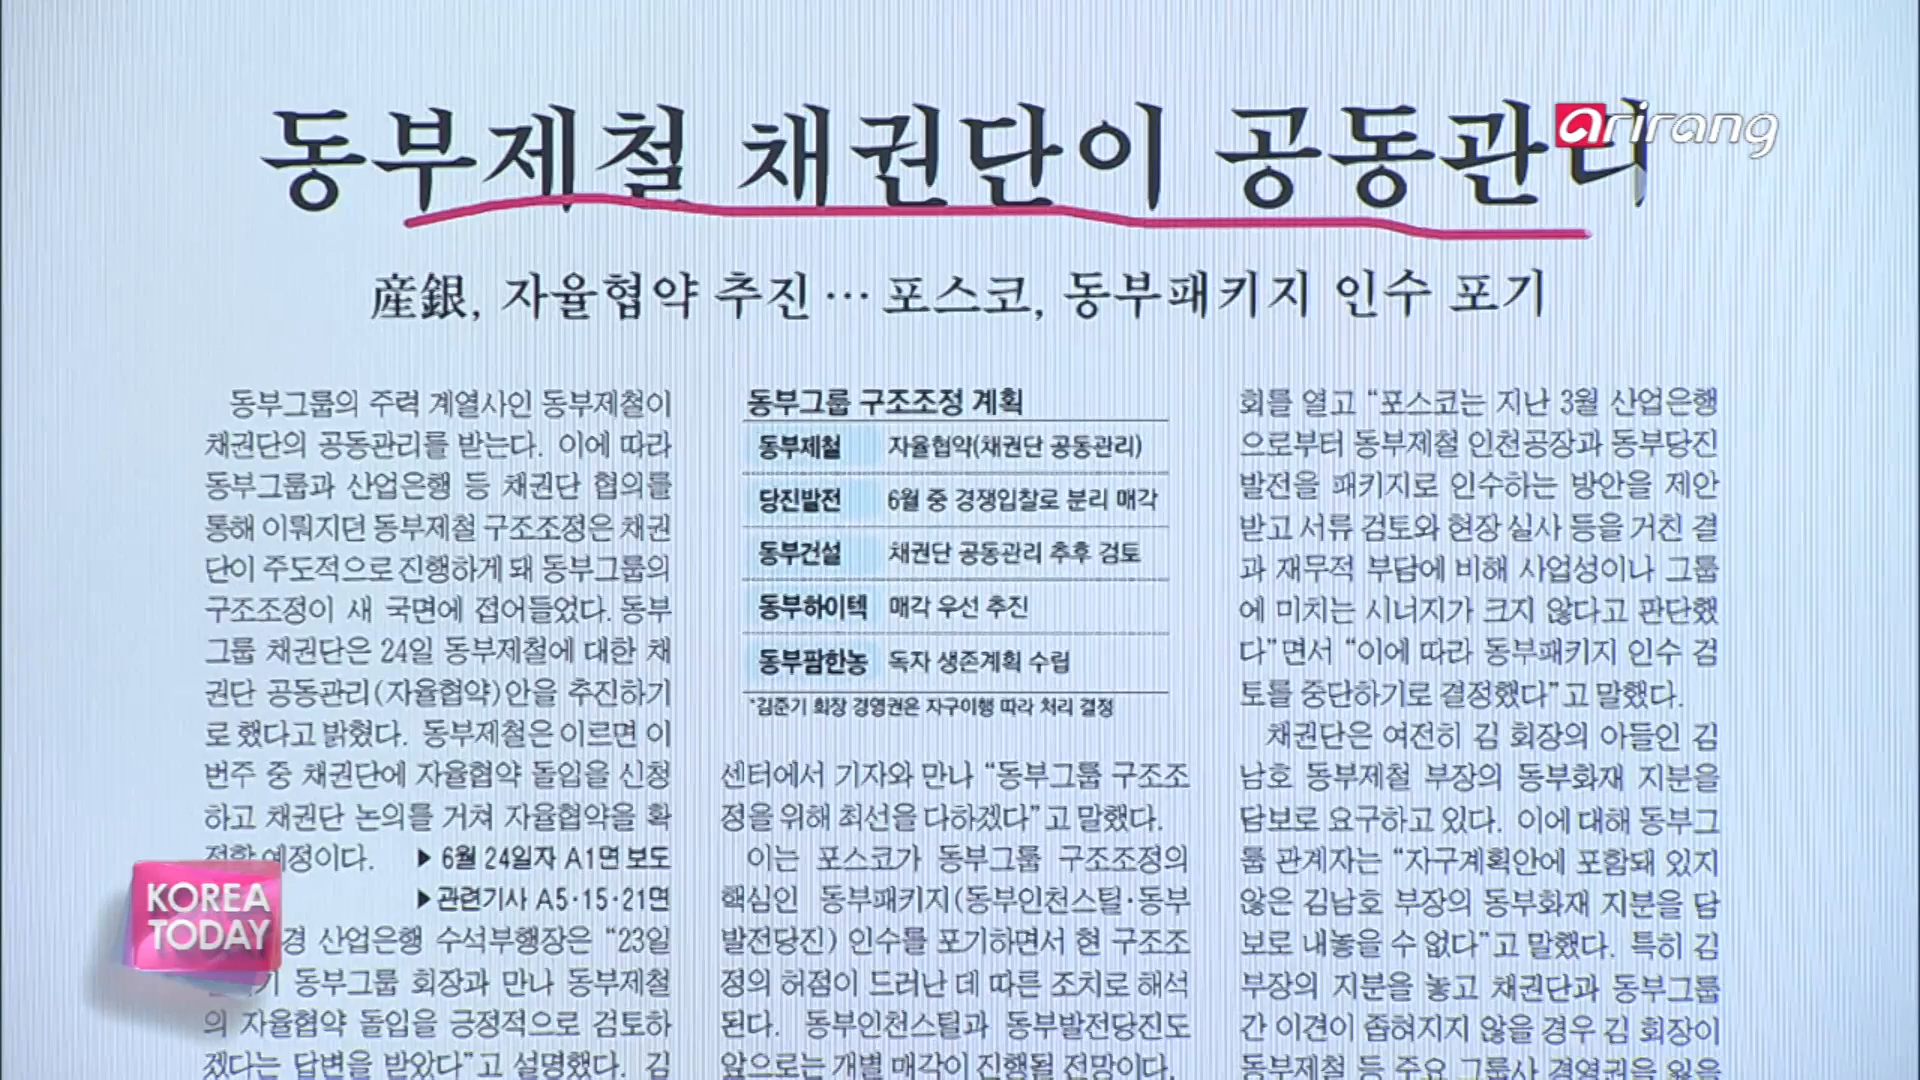 동부제철 채권단이 공동관리
arirang
産銀, 자율협약 추진… 포스코, 동부패키지 인수 포기
동부그룹의 주력 계열사인 동부제철이
채권단의 공동관리를 받는다. 이에 따라
동부그룹과 산업은행 등 채권단 협의를
통해 이뤄지던 동부제철 구조조정은 채권
단이 주도적으로 진행하게 돼 동부그룹의
구조조정이 새 국면에 접어들었다. 동부
그룹 채권단은 24일 동부제철에 대한 채
권단 공동관리(자율협약)안을 추진하기
로 했다고 밝혔다. 동부제철은 이르면 이
번주 중 채권단에 자율협약 돌입을 신청
하고 채권단 논의를 거쳐 자율협약을 확
정할 예정이다. ▶6월 24일자 A1면 보도
▶관련기사 A5·15·21면
경 산업은행 수석부행장은 “23일
기 동부그룹 회장과 만나 동부제철
의 자율협약 돌입을 긍정적으로 검토하
겠다는 답변을 받았다”고 설명했다. 김
동부그룹 구조조정 계획
동부제철 자율협약(채권단 공동관리)
당진발전 6월 중 경쟁입찰로 분리 매각
동부건설 채권단 공동관리 추후 검토
동부하이텍 매각 우선 추진
동부팜한농 독자 생존계획 수립
*김준기 회장 경영권은 자구이행 따라 처리 결정
센터에서 기자와 만나 “동부그룹 구조조
정을 위해 최선을 다하겠다”고 말했다.
이는 포스코가 동부그룹 구조조정의
핵심인 동부패키지(동부인천스틸·동부
발전당진) 인수를 포기하면서 현 구조조
정의 허점이 드러난 데 따른 조치로 해석
된다. 동부인천스틸과 동부발전당진도
앞으로는 개별 매각이 진행될 전망이다.
회를 열고 “포스코는 지난 3월 산업은행
으로부터 동부제철 인천공장과 동부당진
발전을 패키지로 인수하는 방안을 제안
받고 서류 검토와 현장 실사 등을 거친 결
과 재무적 부담에 비해 사업성이나 그룹
에 미치는 시너지가 크지 않다고 판단했
다”면서 “이에 따라 동부패키지 인수 검
토를 중단하기로 결정했다”고 말했다.
채권단은 여전히 김 회장의 아들인 김
남호 동부제철 부장의 동부화재 지분을
담보로 요구하고 있다. 이에 대해 동부그
룹 관계자는 “자구계획안에 포함돼 있지
않은 김남호 부장의 동부화재 지분을 담
보로 내놓을 수 없다”고 말했다. 특히 김
부장의 지분을 놓고 채권단과 동부그룹
간 이견이 좁혀지지 않을 경우 김 회장이
동부제철 등 주요 그룹사 경영권을 잃을
KOREA
TODAY